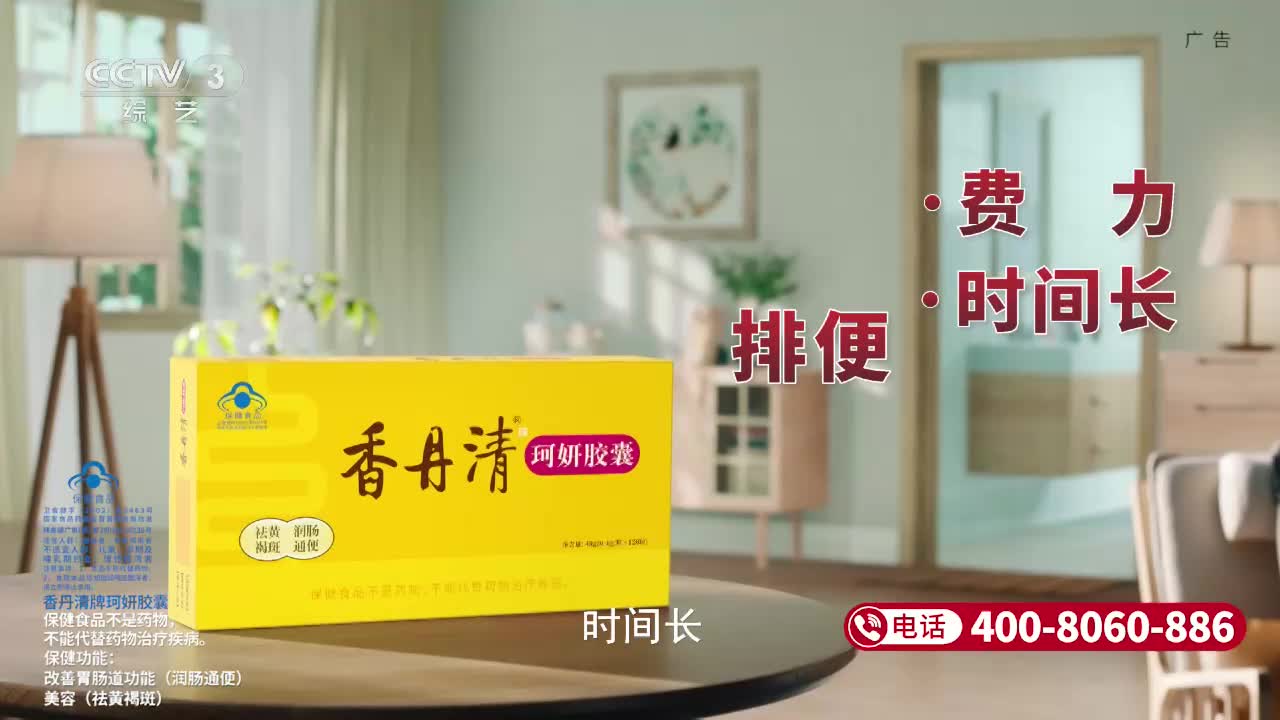 CCTV 3
综艺
广告
·费 力
·时间长
排便
保健食品
香丹清®
珂妍胶囊
祛黄
褐斑
润肠
通便
保健食品不是药物,不能代替药物治疗疾病。
保健食品
香丹清牌珂妍胶囊
保健食品不是药物,
不能代替药物治疗疾病。
保健功能:
改善胃肠道功能(润肠通便)
美容(祛黄褐斑)
时间长
电话 400-8060-886